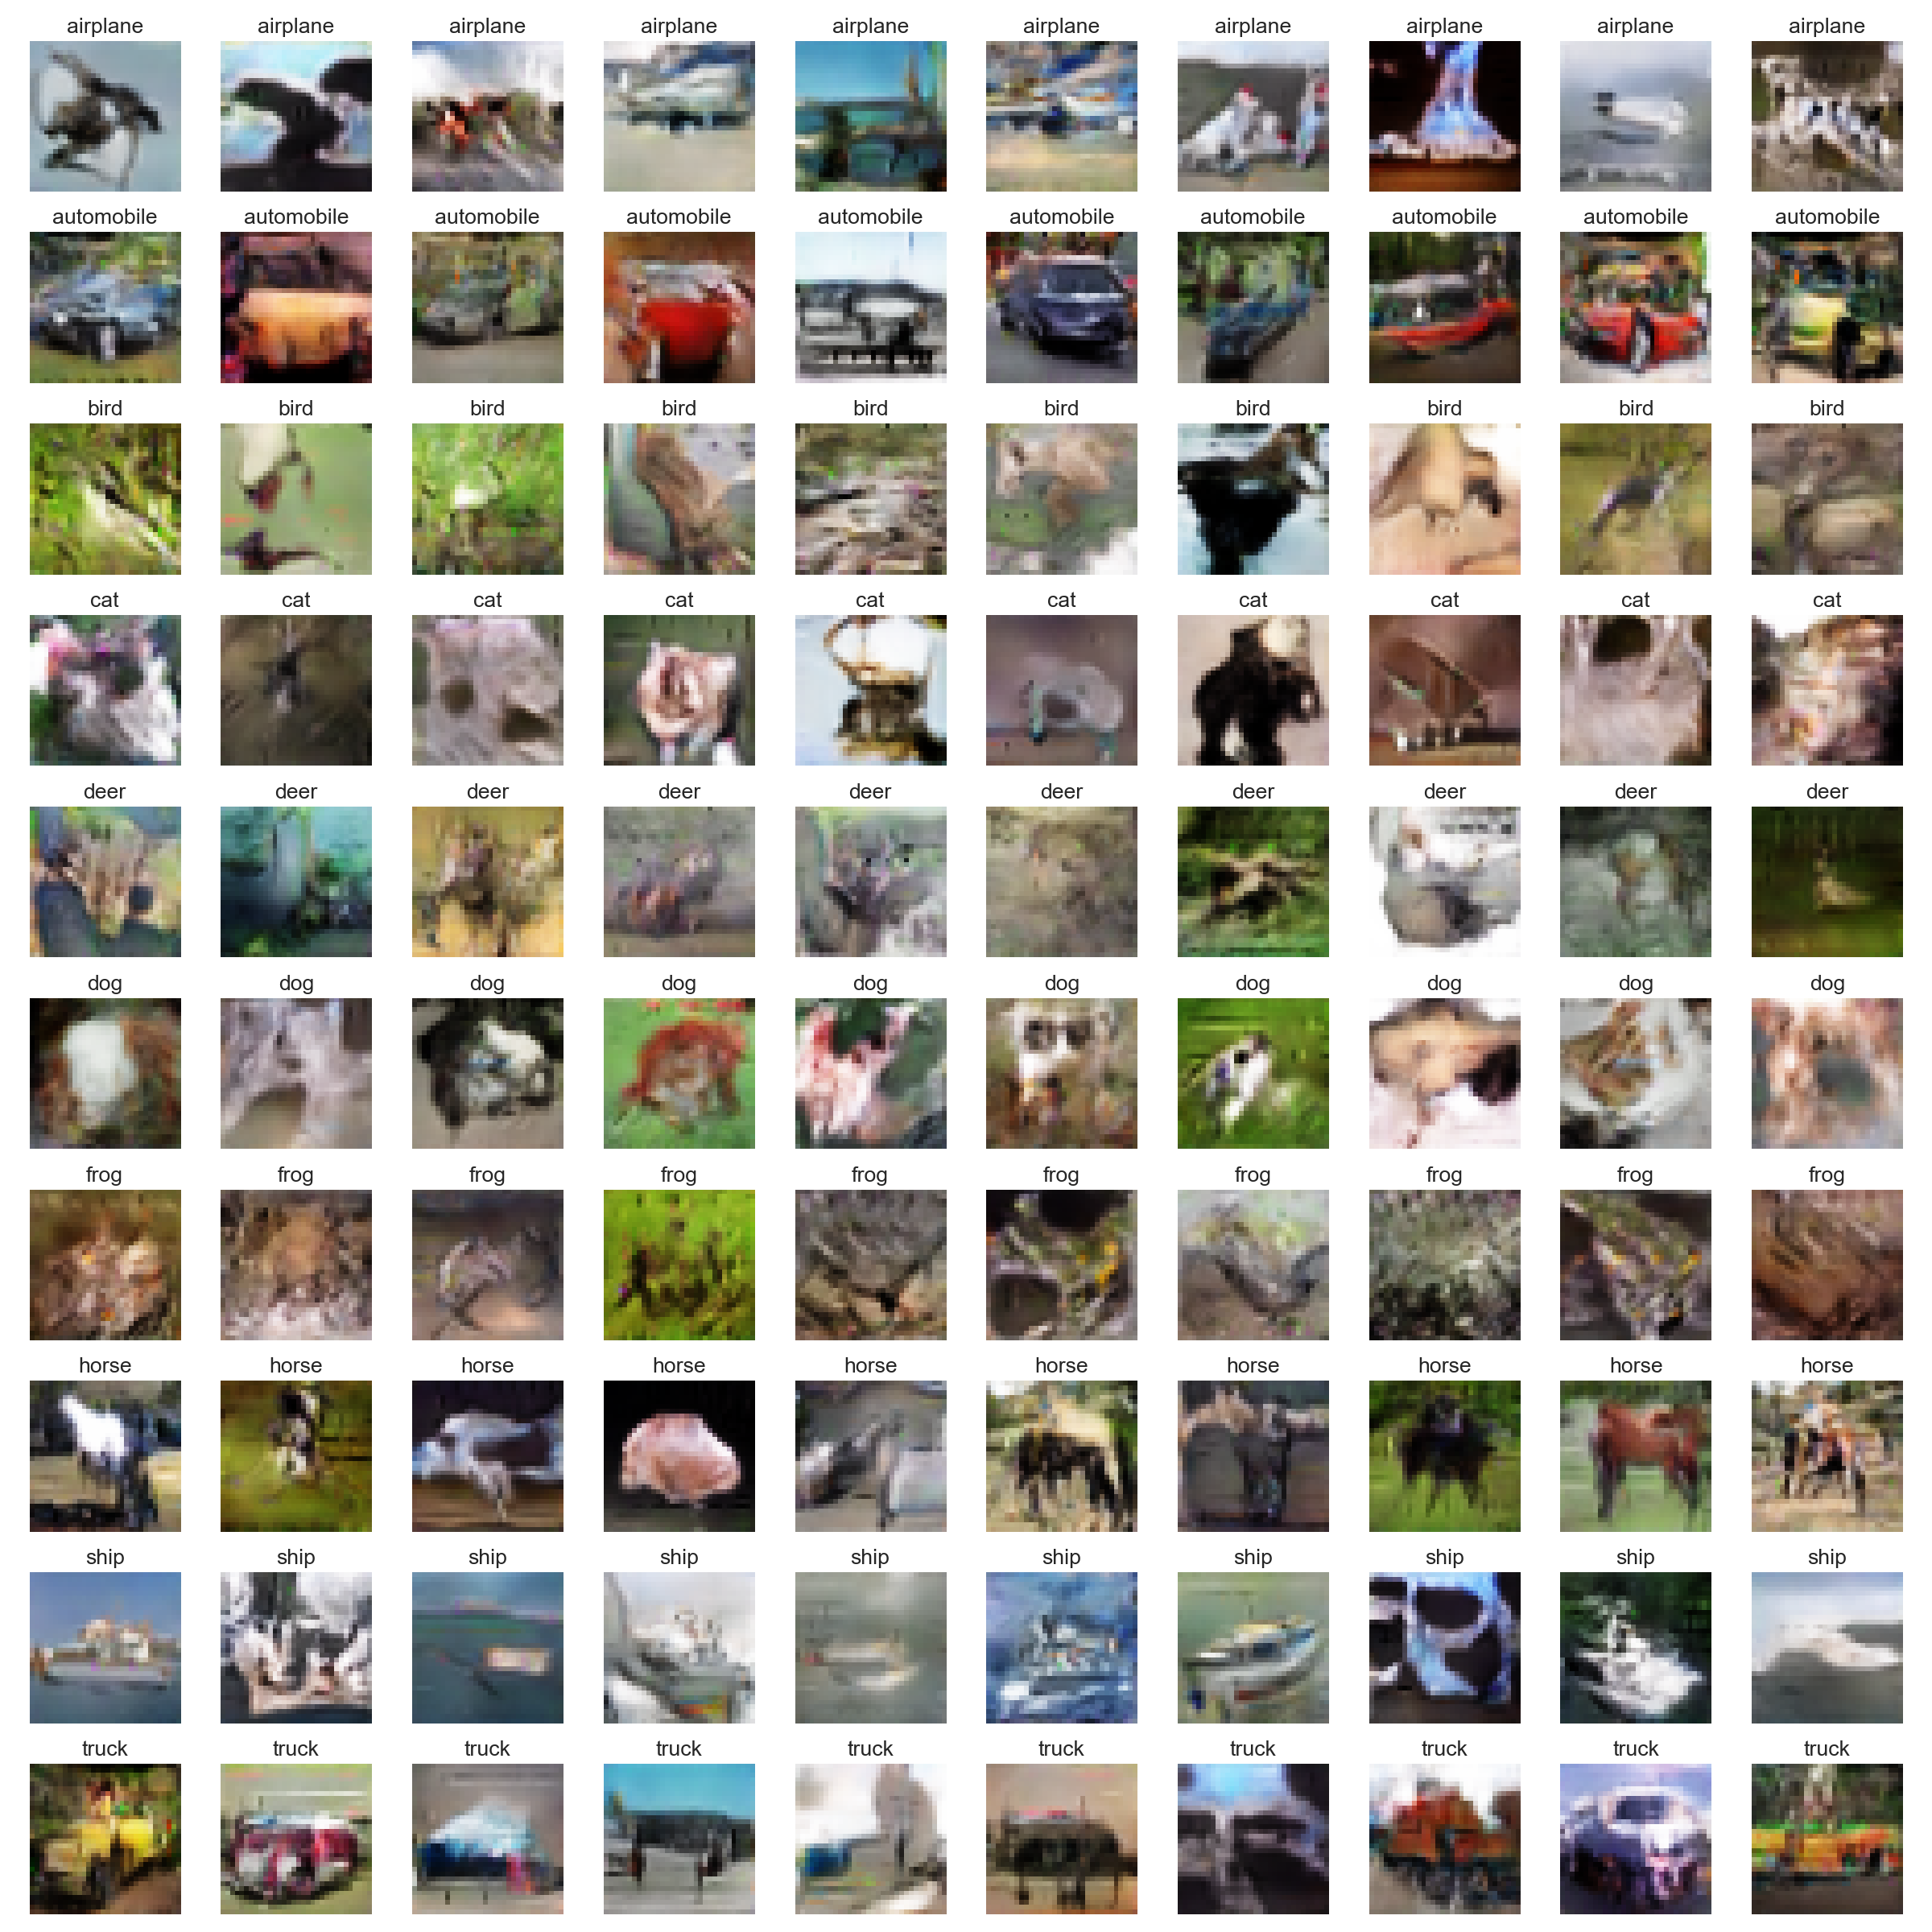 airplane airplane airplane airplane airplane airplane airplane airplane airplane airplane
automobile automobile automobile automobile automobile automobile automobile automobile automobile automobile
bird bird bird bird bird bird bird bird bird bird
cat cat cat cat cat cat cat cat cat cat
deer deer deer deer deer deer deer deer deer deer
dog dog dog dog dog dog dog dog dog dog
frog frog frog frog frog frog frog frog frog frog
horse horse horse horse horse horse horse horse horse horse
ship ship ship ship ship ship ship ship ship ship
truck truck truck truck truck truck truck truck truck truck